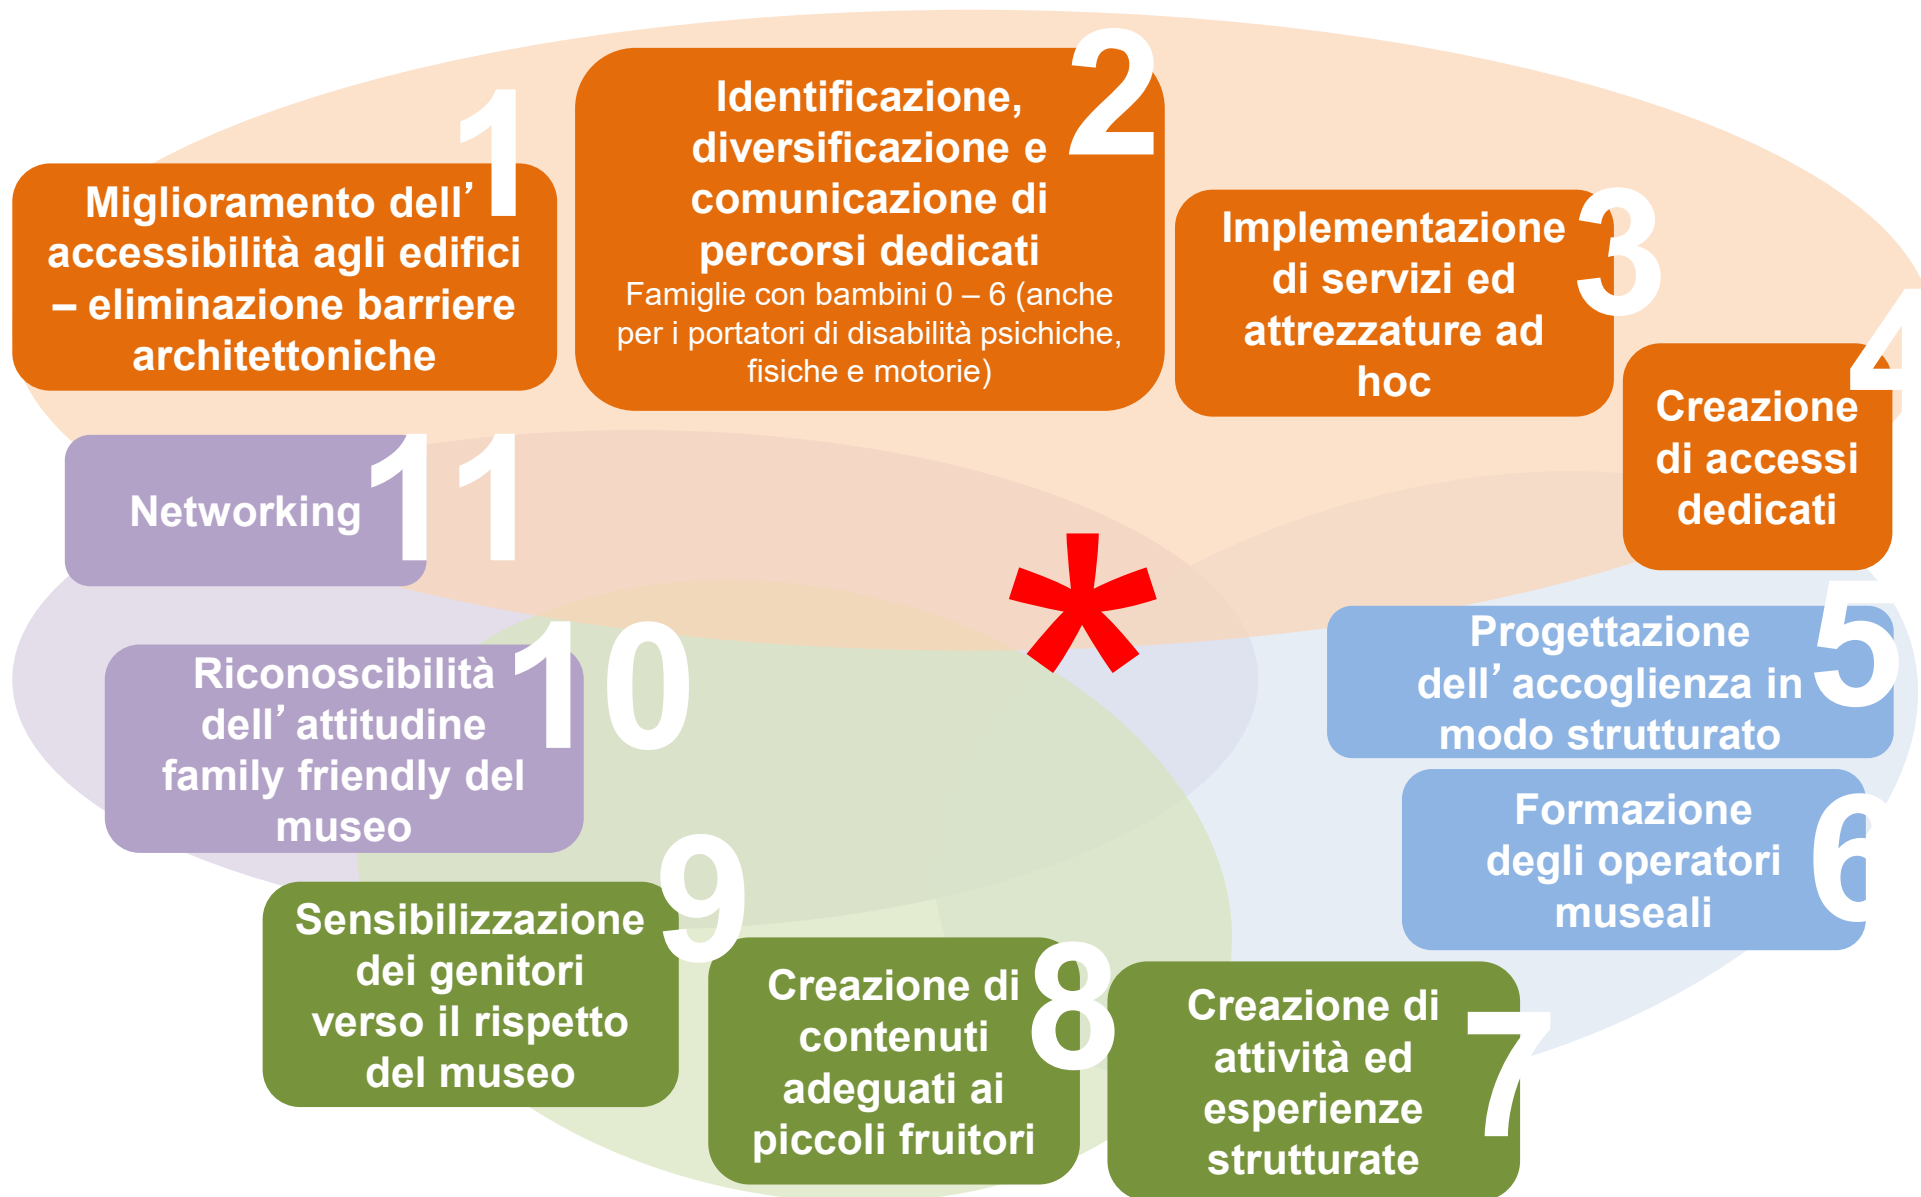 1
Miglioramento dell’
accessibilità agli edifici
– eliminazione barriere
architettoniche
2
Identificazione,
diversificazione e
comunicazione di
percorsi dedicati
Famiglie con bambini 0 – 6 (anche
per i portatori di disabilità psichiche,
fisiche e motorie)
3
Implementazione
di servizi ed
attrezzature ad
hoc
4
Creazione
di accessi
dedicati
11
Networking
*
5
Progettazione
dell’ accoglienza in
modo strutturato
10
Riconoscibilità
dell’ attitudine
family friendly del
museo
6
Formazione
degli operatori
museali
9
Sensibilizzazione
dei genitori
verso il rispetto
del museo
8
Creazione di
contenuti
adeguati ai
piccoli fruitori
7
Creazione di
attività ed
esperienze
strutturate